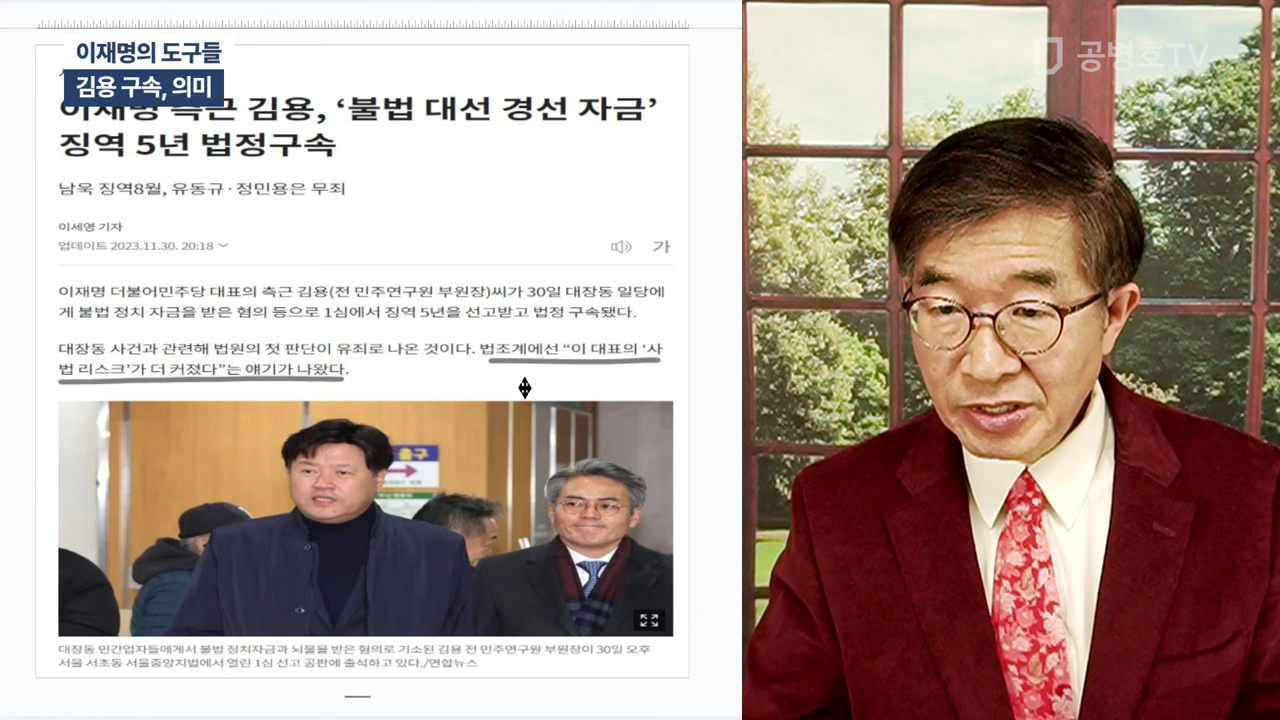 이재명의 도구들
김용 구속, 의미
이재명 측근 김용, ‘불법 대선 경선 자금’
징역 5년 법정구속
남욱 징역8월, 유동규·정민용은 무죄
이세영 기자
업데이트 2023.11.30. 20:18
가
이재명 더불어민주당 대표의 측근 김용(전 민주연구원 부원장)씨가 30일 대장동 일당에
게 불법 정치 자금을 받은 혐의 등으로 1심에서 징역 5년을 선고받고 법정 구속됐다.
대장동 사건과 관련해 법원의 첫 판단이 유죄로 나온 것이다. 법조계에선 “이 대표의 ‘사
법 리스크’가 더 커졌다”는 얘기가 나왔다.
출구
대장동 민간업자들에게서 불법 정치자금과 뇌물을 받은 혐의로 기소된 김용 전 민주연구원 부원장이 30일 오후
서울 서초동 서울중앙지법에서 열린 1심 선고 공판에 출석하고 있다./연합뉴스
공병호TV